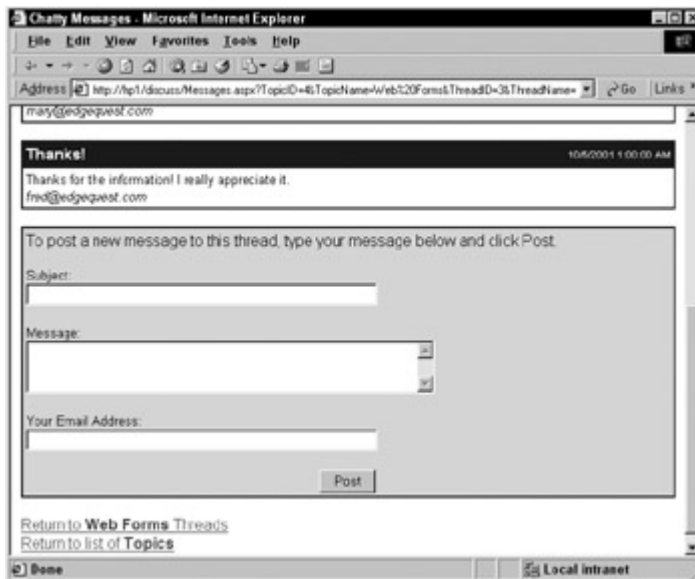 Chatty Messages - Microsoft Internet Explorer
File Edit View Favorites Tools Help
Address http://hp1/discuss/Messages.aspx?TopicID=4&TopicName=Web%20Forms&ThreadID=3&ThreadName= Go Links »
mary@edgequest.com
Thanks! 10/6/2001 1:00:00 AM
Thanks for the information! I really appreciate it.
fred@edgequest.com
To post a new message to this thread, type your message below and click Post.
Subject:
Message:
Your Email Address:
Post
Return to Web Forms Threads
Return to list of Topics
Done Local intranet